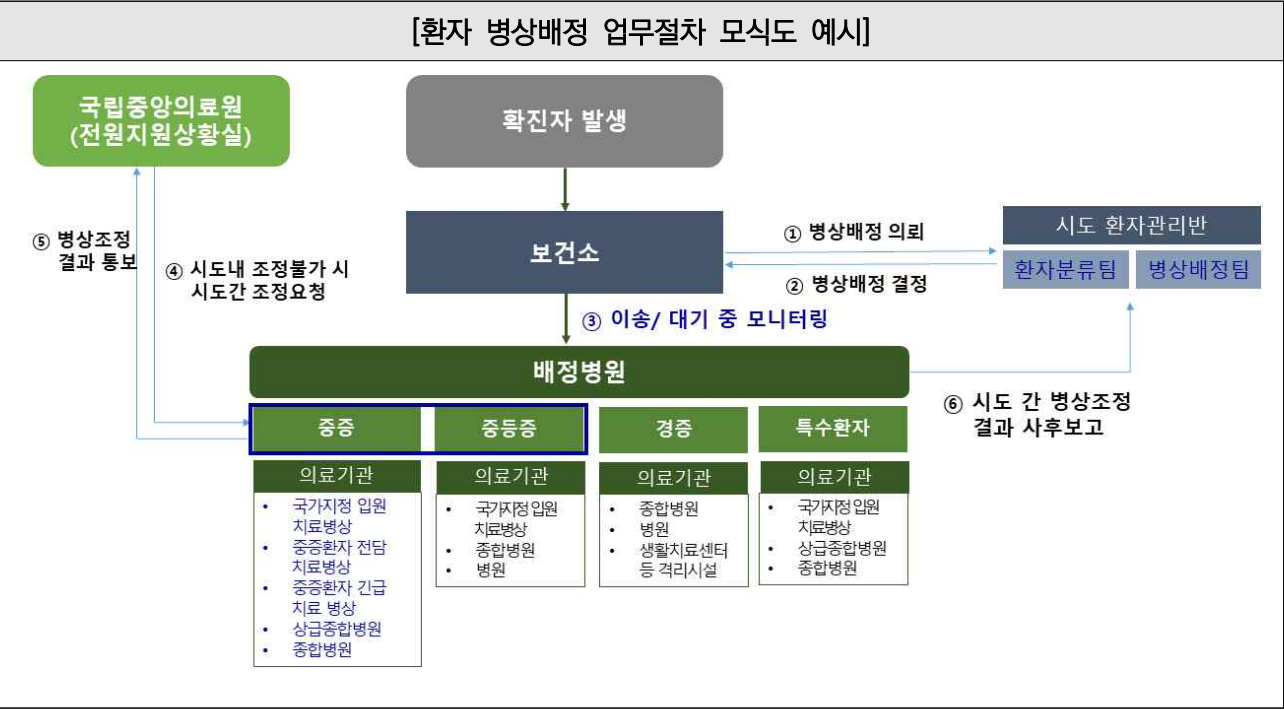 [환자 병상배정 업무절차 모식도 예시]
국립중앙의료원
(전원지원상황실)
확진자 발생
⑤ 병상조정
결과 통보
④ 시도내 조정불가 시
시도간 조정요청
보건소
① 병상배정 의뢰
② 병상배정 결정
시도 환자관리반
환자분류팀
병상배정팀
③ 이송/ 대기 중 모니터링
배정병원
⑥ 시도 간 병상조정
결과 사후보고
중증
중등증
경증
특수환자
의료기관
• 국가지정 입원
치료병상
• 중증환자 전담
치료병상
• 중증환자 긴급
치료 병상
• 상급종합병원
• 종합병원
의료기관
• 국가지정 입원
치료병상
• 종합병원
• 병원
의료기관
• 종합병원
• 병원
• 생활치료센터
등 격리시설
의료기관
• 국가지정 입원
치료병상
• 상급종합병원
• 종합병원